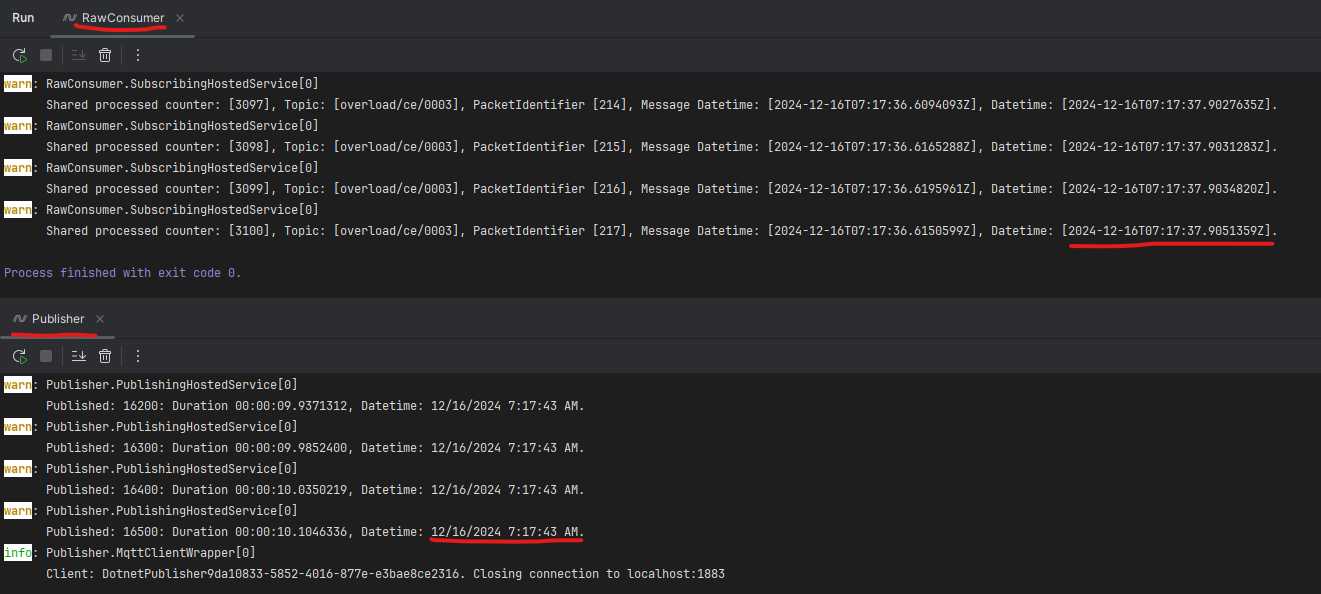 Run RawConsumer
warn: RawConsumer.SubscribingHostedService[0]
Shared processed counter: [3097], Topic: [overload/ce/0003], PacketIdentifier [214], Message Datetime: [2024-12-16T07:17:36.6094093Z], Datetime: [2024-12-16T07:17:37.9027635Z].
warn: RawConsumer.SubscribingHostedService[0]
Shared processed counter: [3098], Topic: [overload/ce/0003], PacketIdentifier [215], Message Datetime: [2024-12-16T07:17:36.6165288Z], Datetime: [2024-12-16T07:17:37.9031283Z].
warn: RawConsumer.SubscribingHostedService[0]
Shared processed counter: [3099], Topic: [overload/ce/0003], PacketIdentifier [216], Message Datetime: [2024-12-16T07:17:36.6195961Z], Datetime: [2024-12-16T07:17:37.9034820Z].
warn: RawConsumer.SubscribingHostedService[0]
Shared processed counter: [3100], Topic: [overload/ce/0003], PacketIdentifier [217], Message Datetime: [2024-12-16T07:17:36.6150599Z], Datetime: [2024-12-16T07:17:37.9051359Z].
Process finished with exit code 0.
Publisher
warn: Publisher.PublishingHostedService[0]
Published: 16200: Duration 00:00:09.9371312, Datetime: 12/16/2024 7:17:43 AM.
warn: Publisher.PublishingHostedService[0]
Published: 16300: Duration 00:00:09.9852400, Datetime: 12/16/2024 7:17:43 AM.
warn: Publisher.PublishingHostedService[0]
Published: 16400: Duration 00:00:10.0350219, Datetime: 12/16/2024 7:17:43 AM.
warn: Publisher.PublishingHostedService[0]
Published: 16500: Duration 00:00:10.1046336, Datetime: 12/16/2024 7:17:43 AM.
info: Publisher.MqttClientWrapper[0]
Client: DotnetPublisher9da10833-5852-4016-877e-e3bae8ce2316. Closing connection to localhost:1883